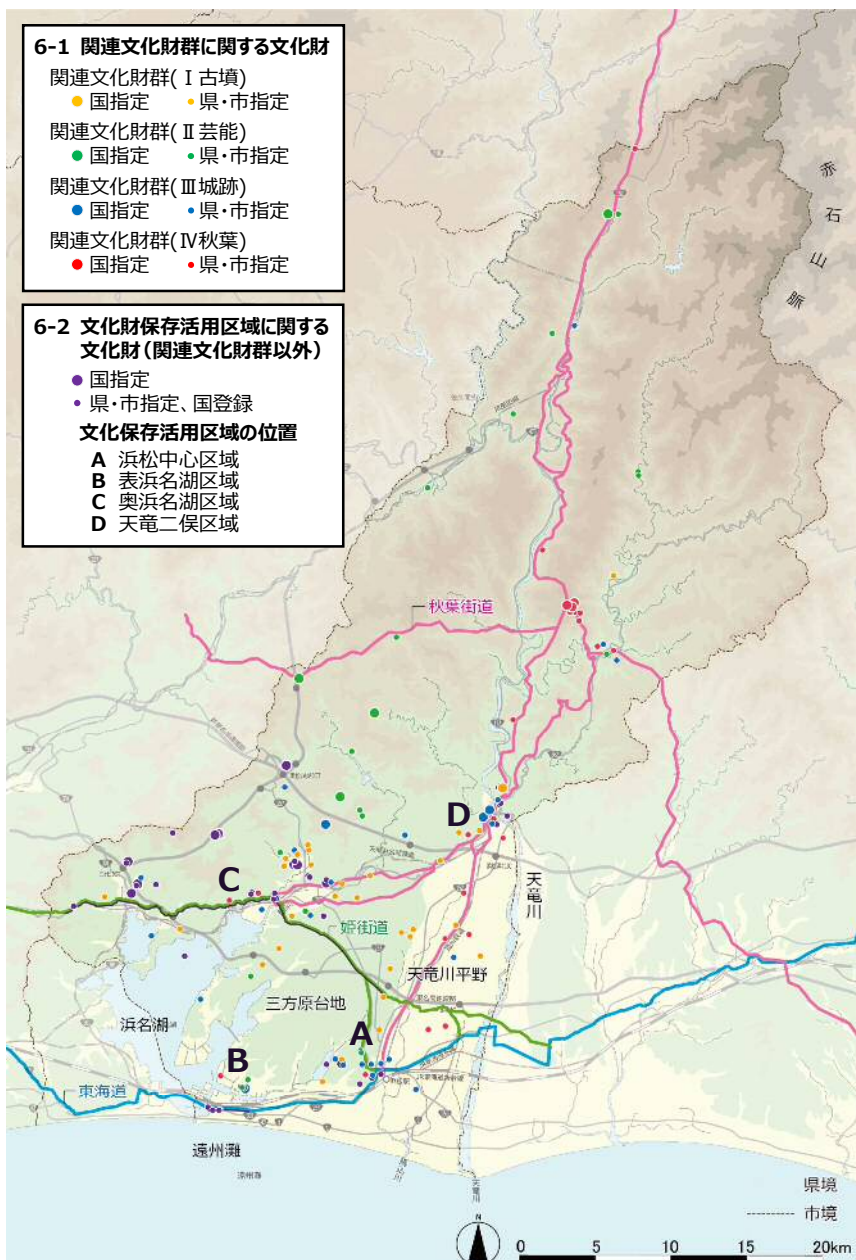 6-1 関連文化財群に関する文化財
関連文化財群(Ⅰ古墳)
国指定 県・市指定
関連文化財群(Ⅱ芸能)
国指定 県・市指定
関連文化財群(Ⅲ城跡)
国指定 県・市指定
関連文化財群(Ⅳ秋葉)
国指定 県・市指定
6-2 文化財保存活用区域に関する
文化財(関連文化財群以外)
国指定
県・市指定、国登録
文化保存活用区域の位置
A 浜松中心区域
B 表浜名湖区域
C 奥浜名湖区域
D 天竜二俣区域
赤石山脈
秋葉街道
D
C
天竜川
姫街道
天竜川平野
三方原台地
浜名湖
A
B
東海道
遠州灘
遠州灘
天竜川
県境
市境
N
0 5 10 15 20km